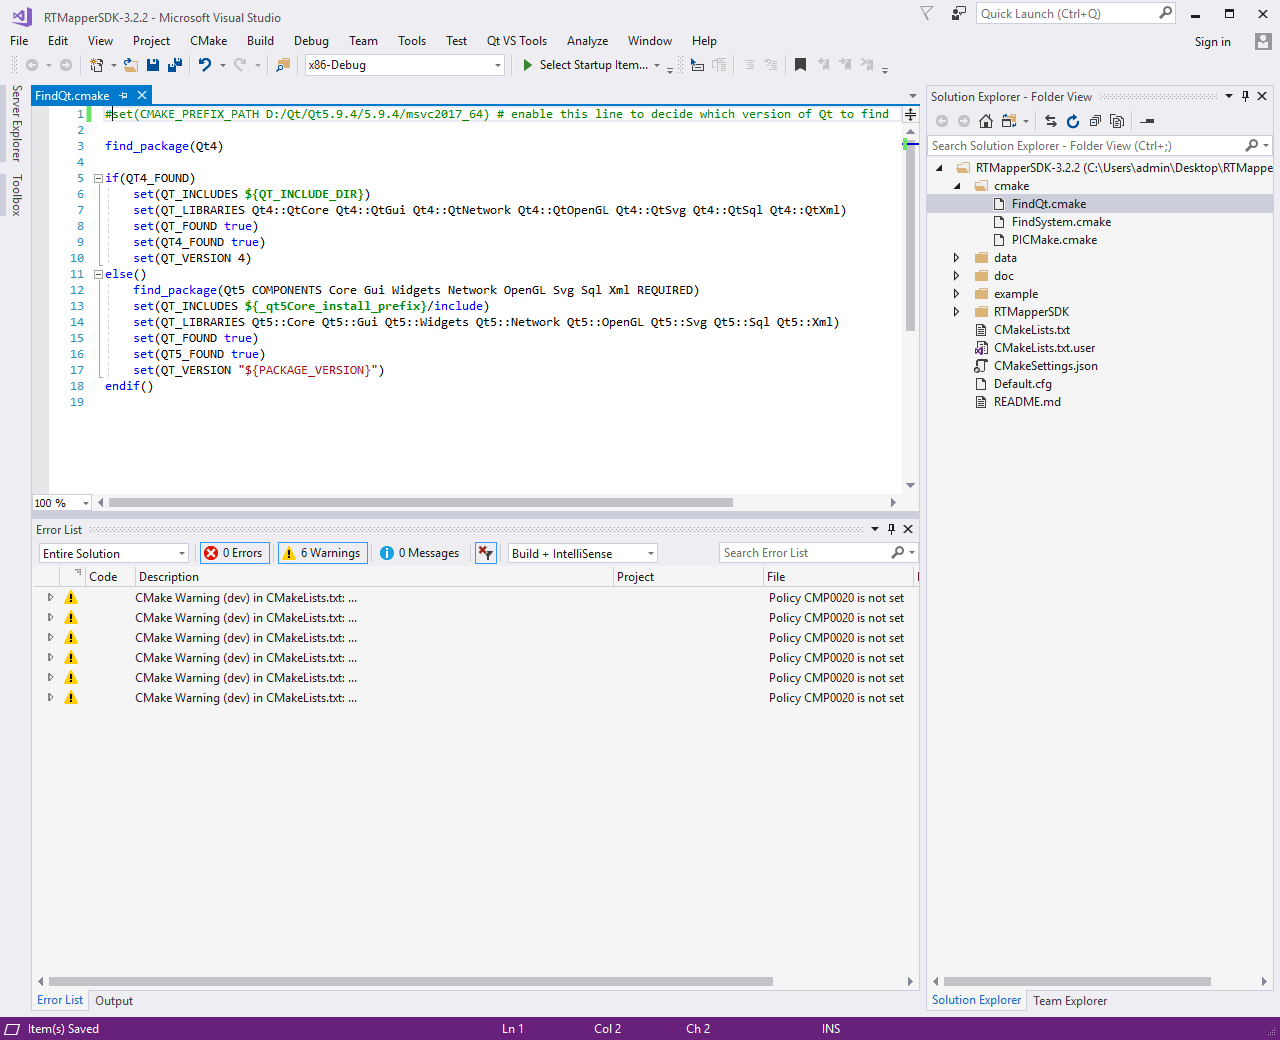 RTMapperSDK-3.2.2 - Microsoft Visual Studio
Quick Launch (Ctrl+Q)
File Edit View Project CMake Build Debug Team Tools Test Qt VS Tools Analyze Window Help
Sign in
x86-Debug
Select Startup Item...
Server Explorer
Toolbox
FindQt.cmake
1 #set(CMAKE_PREFIX_PATH D:/Qt/Qt5.9.4/5.9.4/msvc2017_64) # enable this line to decide which version of Qt to find
2
3 find_package(Qt4)
4
5 if(QT4_FOUND)
6 set(QT_INCLUDES ${QT_INCLUDE_DIR})
7 set(QT_LIBRARIES Qt4::QtCore Qt4::QtGui Qt4::QtNetwork Qt4::QtOpenGL Qt4::QtSvg Qt4::QtSql Qt4::QtXml)
8 set(QT_FOUND true)
9 set(QT4_FOUND true)
10 set(QT_VERSION 4)
11 else()
12 find_package(Qt5 COMPONENTS Core Gui Widgets Network OpenGL Svg Sql Xml REQUIRED)
13 set(QT_INCLUDES ${_qt5Core_install_prefix}/include)
14 set(QT_LIBRARIES Qt5::Core Qt5::Gui Qt5::Widgets Qt5::Network Qt5::OpenGL Qt5::Svg Qt5::Sql Qt5::Xml)
15 set(QT_FOUND true)
16 set(QT5_FOUND true)
17 set(QT_VERSION "${PACKAGE_VERSION}")
18 endif()
19
100 %
Error List
Entire Solution
0 Errors
6 Warnings
0 Messages
Build + IntelliSense
Search Error List
Code Description Project File
CMake Warning (dev) in CMakeLists.txt: ... Policy CMP0020 is not set
CMake Warning (dev) in CMakeLists.txt: ... Policy CMP0020 is not set
CMake Warning (dev) in CMakeLists.txt: ... Policy CMP0020 is not set
CMake Warning (dev) in CMakeLists.txt: ... Policy CMP0020 is not set
CMake Warning (dev) in CMakeLists.txt: ... Policy CMP0020 is not set
CMake Warning (dev) in CMakeLists.txt: ... Policy CMP0020 is not set
Error List Output
Solution Explorer - Folder View
Search Solution Explorer - Folder View (Ctrl+;)
RTMapperSDK-3.2.2 (C:\Users\admin\Desktop\RTMappe
cmake
FindQt.cmake
FindSystem.cmake
PICMake.cmake
data
doc
example
RTMapperSDK
CMakeLists.txt
CMakeLists.txt.user
CMakeSettings.json
Default.cfg
README.md
Solution Explorer Team Explorer
Item(s) Saved Ln 1 Col 2 Ch 2 INS